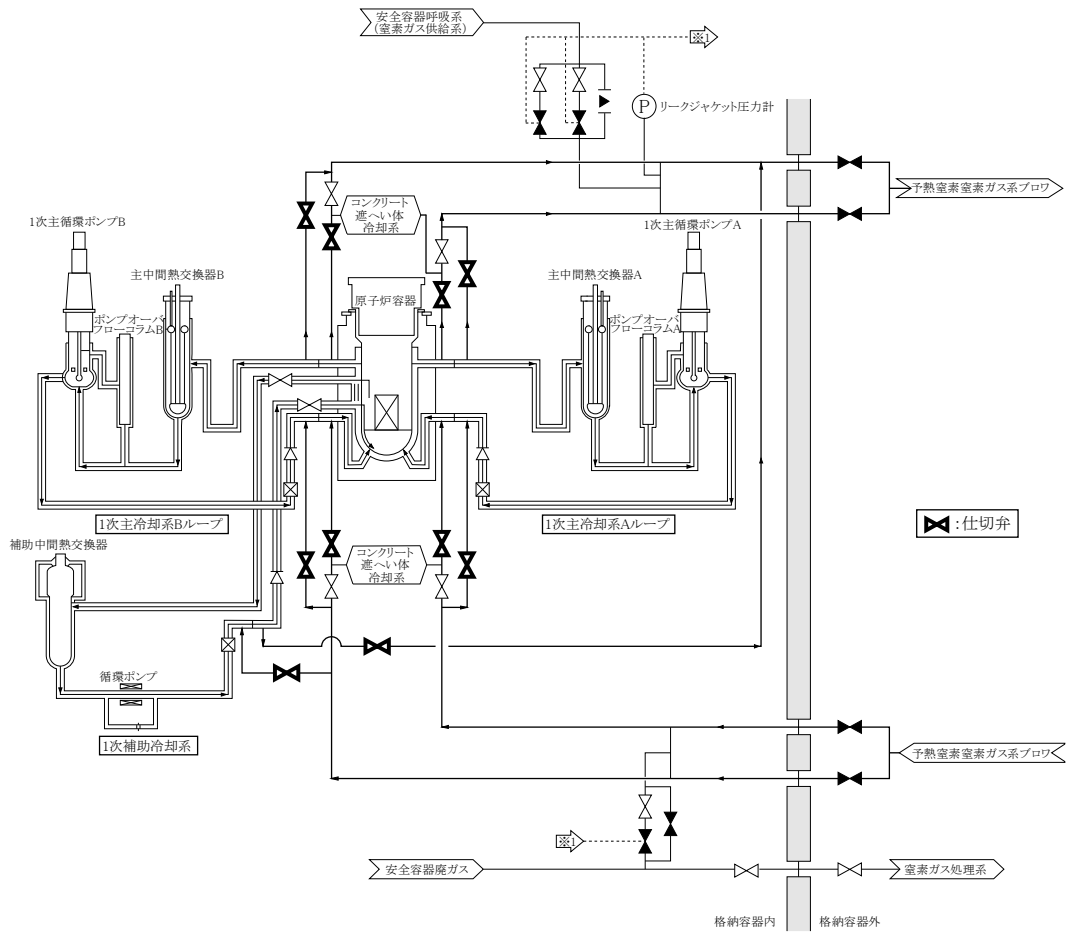 安全容器呼吸系
(窒素ガス供給系)
※1
P
リークジャケット圧力計
予熱窒素窒素ガス系ブロワ
コンクリート
遮へい体
冷却系
1次主循環ポンプB
1次主循環ポンプA
主中間熱交換器B
主中間熱交換器A
原子炉容器
ポンプオーバ
フローコラムB
ポンプオーバ
フローコラムA
1次主冷却系Bループ
1次主冷却系Aループ
:仕切弁
補助中間熱交換器
コンクリート
遮へい体
冷却系
循環ポンプ
1次補助冷却系
予熱窒素窒素ガス系ブロワ
※1
安全容器廃ガス
窒素ガス処理系
格納容器内
格納容器外